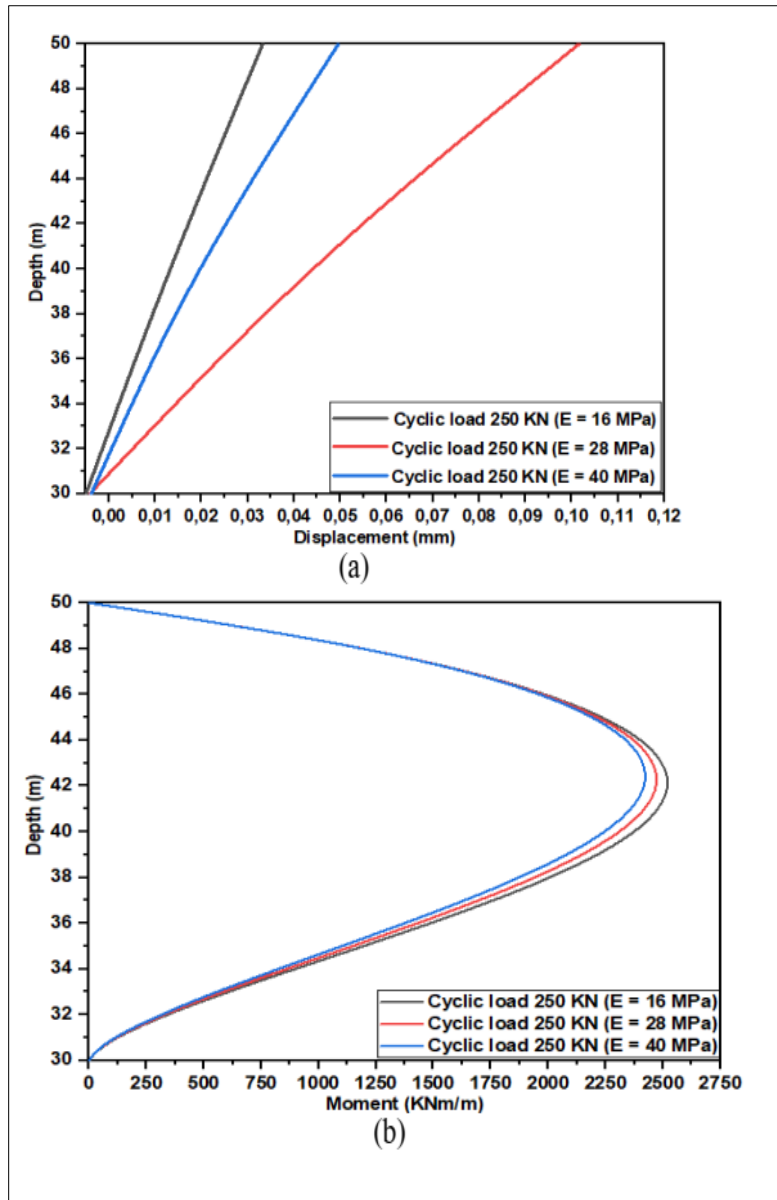 50
48
46
44
42
40
38
36
34
32
30
Depth (m)
Cyclic load 250 KN (E = 16 MPa)
Cyclic load 250 KN (E = 28 MPa)
Cyclic load 250 KN (E = 40 MPa)
0,00 0,01 0,02 0,03 0,04 0,05 0,06 0,07 0,08 0,09 0,10 0,11 0,12
Displacement (mm)
(a)
50
48
46
44
42
40
38
36
34
32
30
Depth (m)
Cyclic load 250 KN (E = 16 MPa)
Cyclic load 250 KN (E = 28 MPa)
Cyclic load 250 KN (E = 40 MPa)
0 250 500 750 1000 1250 1500 1750 2000 2250 2500 2750
Moment (KNm/m)
(b)